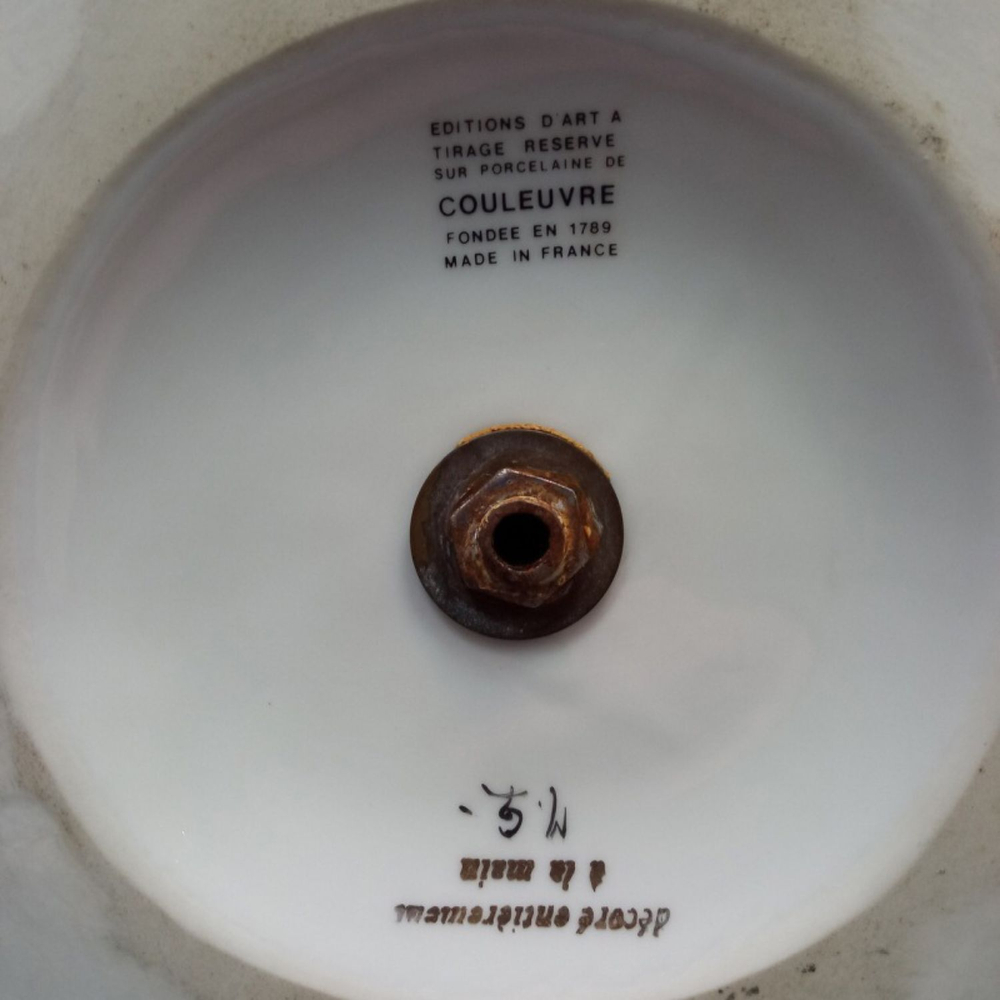 EDITIONS D'ART A
TIRAGE RESERVE
SUR PORCELAINE DE
COULEUVRE
FONDEE EN 1789
MADE IN FRANCE
décoré entièrement
à la main
M. G.